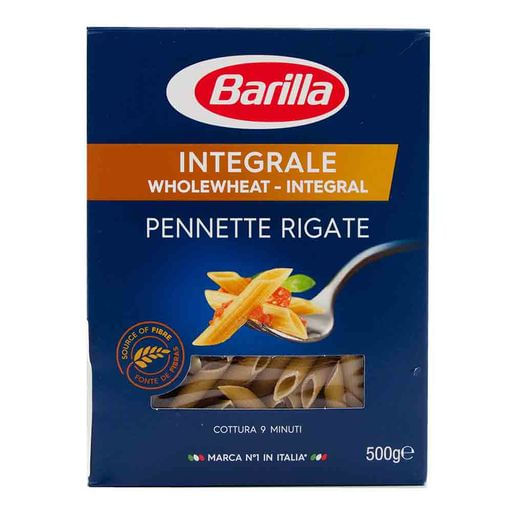 Barilla
INTEGRALE
WHOLEWHEAT - INTEGRAL
PENNETTE RIGATE
SOURCE OF FIBRE
FONTE DE FIBRAS
COTTURA 9 MINUTI
MARCA N°1 IN ITALIA*
500g℮